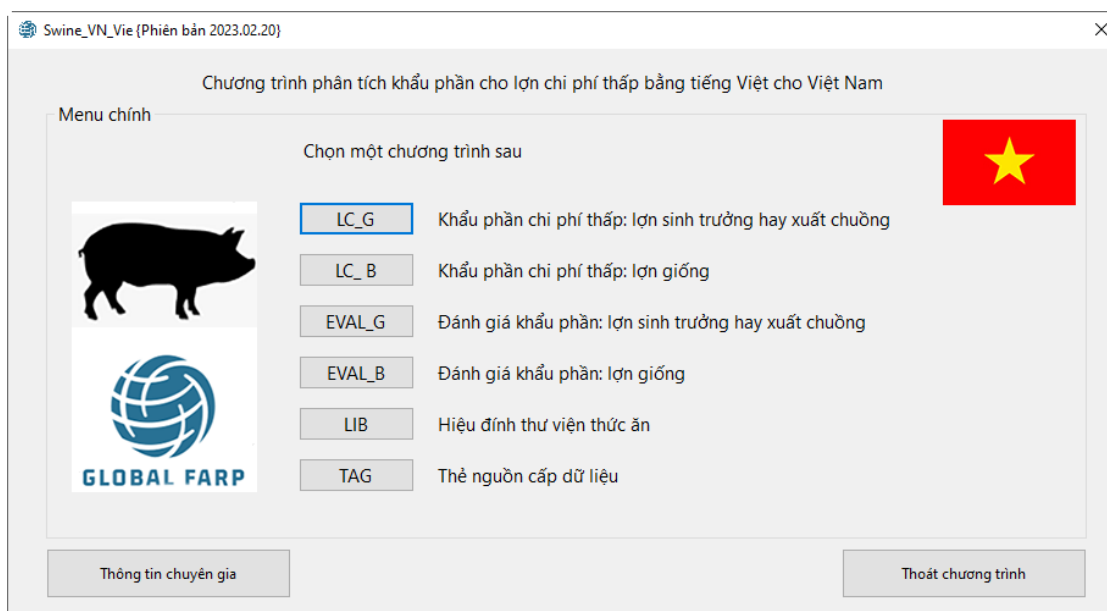 Swine_VN_Vie {Phiên bản 2023.02.20}
Chương trình phân tích khẩu phần cho lợn chi phí thấp bằng tiếng Việt cho Việt Nam
Menu chính
Chọn một chương trình sau
LC_G Khẩu phần chi phí thấp: lợn sinh trưởng hay xuất chuồng
LC_ B Khẩu phần chi phí thấp: lợn giống
EVAL_G Đánh giá khẩu phần: lợn sinh trưởng hay xuất chuồng
EVAL_B Đánh giá khẩu phần: lợn giống
LIB Hiệu đính thư viện thức ăn
TAG Thẻ nguồn cấp dữ liệu
GLOBAL FARP
Thông tin chuyên gia
Thoát chương trình